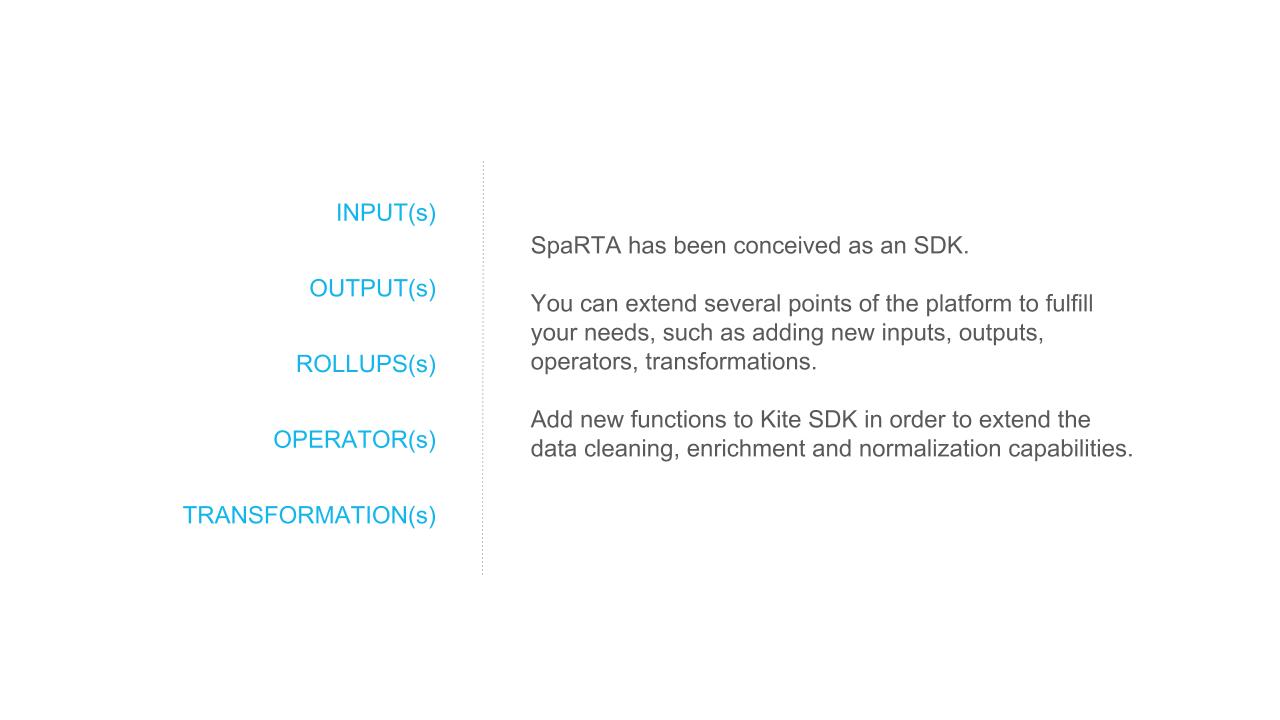 INPUT(s)
OUTPUT(s)
ROLLUPS(s)
OPERATOR(s)
TRANSFORMATION(s)
SpaRTA has been conceived as an SDK.
You can extend several points of the platform to fulfill
your needs, such as adding new inputs, outputs,
operators, transformations.
Add new functions to Kite SDK in order to extend the
data cleaning, enrichment and normalization capabilities.